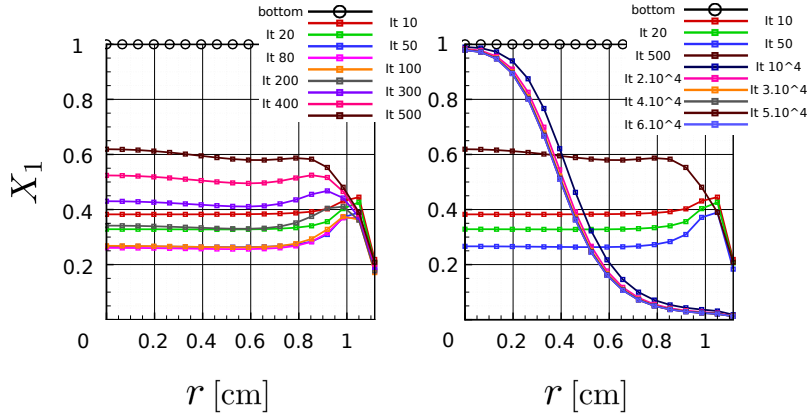 bottom
It 10
It 20
It 50
It 80
It 100
It 200
It 300
It 400
It 500
1
0.8
0.6
0.4
0.2
0
0
0.2
0.4
0.6
0.8
1
X₁
r [cm]
bottom
It 10
It 20
It 50
It 500
It 10^4
It 2.10^4
It 3.10^4
It 4.10^4
It 5.10^4
It 6.10^4
1
0.8
0.6
0.4
0.2
0
0.2
0.4
0.6
0.8
1
r [cm]